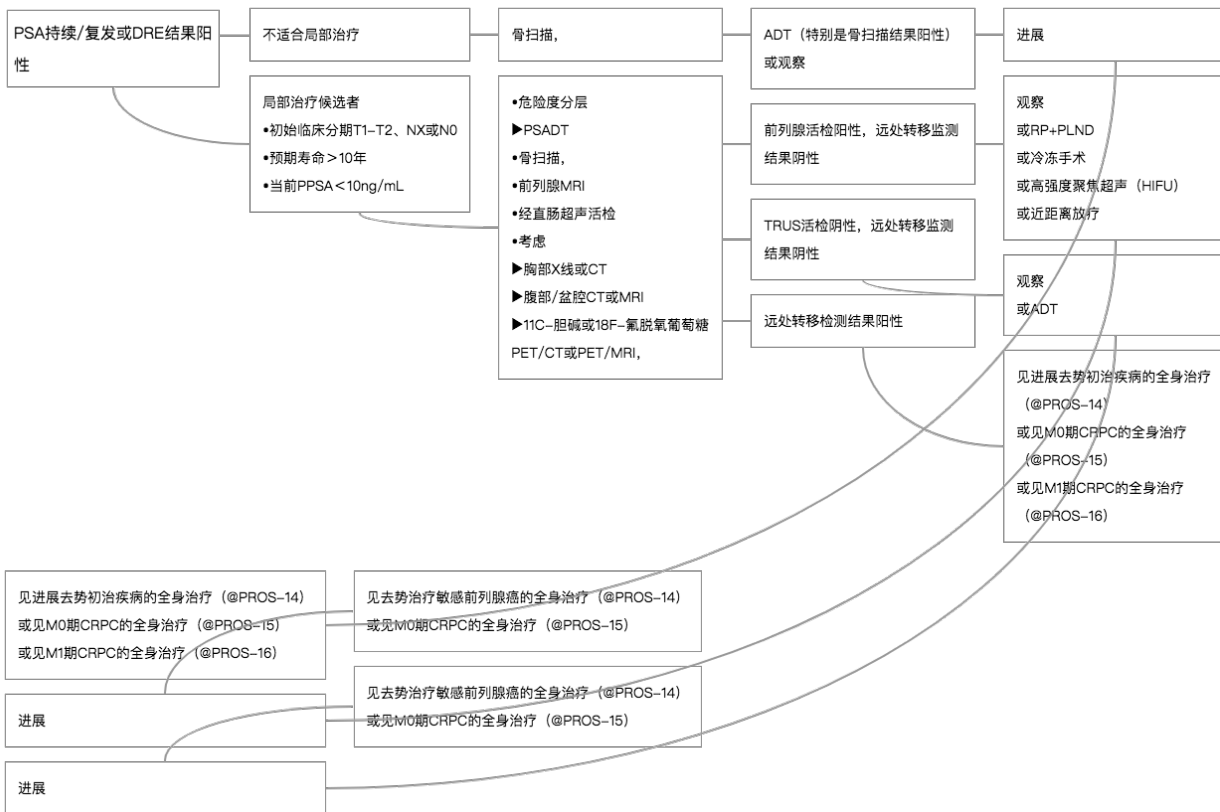 PSA持续/复发或DRE结果阳
性
不适合局部治疗
骨扫描，
ADT（特别是骨扫描结果阳性）
或观察
进展
局部治疗候选者
•初始临床分期T1-T2、NX或N0
•预期寿命＞10年
•当前PPSA＜10ng/mL
•危险度分层
▶PSADT
•骨扫描，
•前列腺MRI
•经直肠超声活检
•考虑
▶胸部X线或CT
▶腹部/盆腔CT或MRI
▶11C-胆碱或18F-氟脱氧葡萄糖
PET/CT或PET/MRI，
前列腺活检阳性，远处转移监测
结果阴性
观察
或RP+PLND
或冷冻手术
或高强度聚焦超声（HIFU）
或近距离放疗
TRUS活检阴性，远处转移监测
结果阴性
观察
或ADT
远处转移检测结果阳性
见进展去势初治疾病的全身治疗
（@PROS-14）
或见M0期CRPC的全身治疗
（@PROS-15）
或见M1期CRPC的全身治疗
（@PROS-16）
见进展去势初治疾病的全身治疗（@PROS-14）
或见M0期CRPC的全身治疗（@PROS-15）
或见M1期CRPC的全身治疗（@PROS-16）
见去势治疗敏感前列腺癌的全身治疗（@PROS-14）
或见M0期CRPC的全身治疗（@PROS-15）
进展
见去势治疗敏感前列腺癌的全身治疗（@PROS-14）
或见M0期CRPC的全身治疗（@PROS-15）
进展